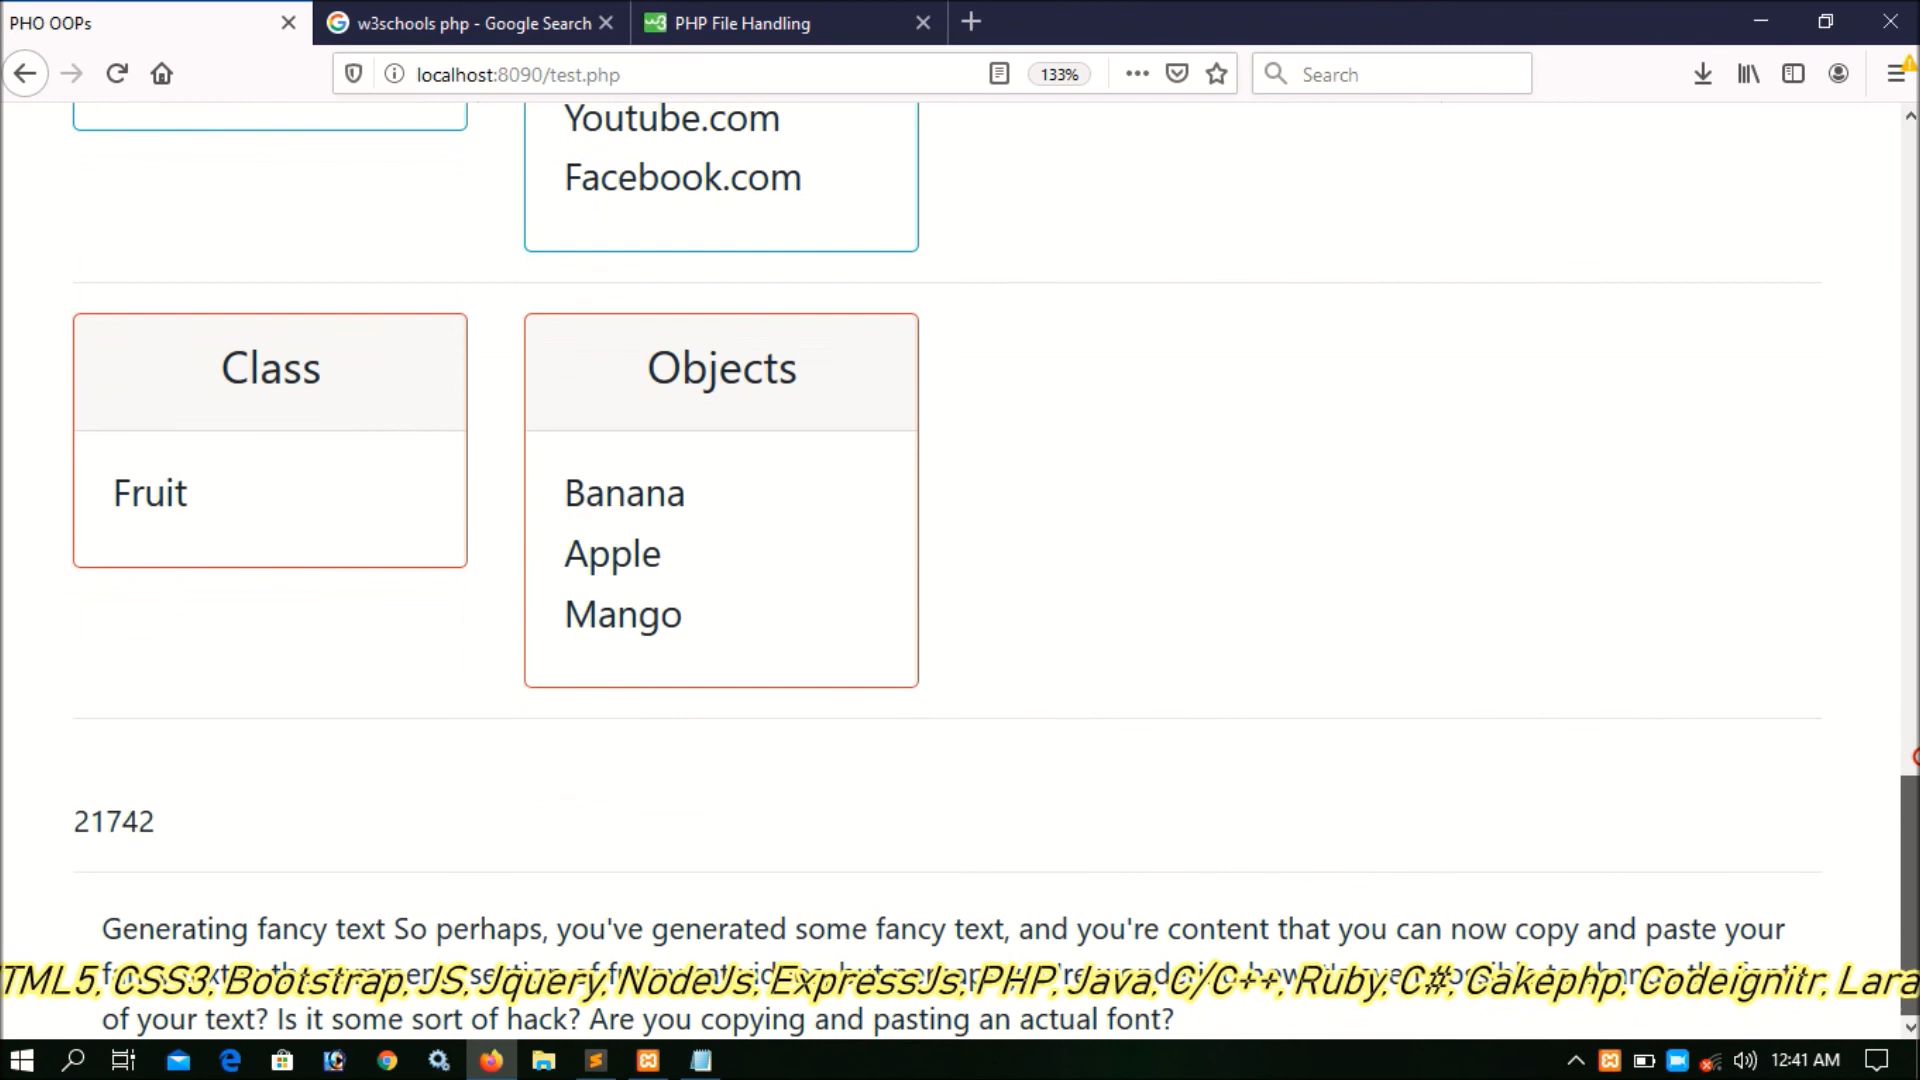 PHO OOPs
w3schools php - Google Search
PHP File Handling
localhost:8090/test.php
133%
Search
Youtube.com
Facebook.com
Class
Objects
Fruit
Banana
Apple
Mango
21742
Generating fancy text So perhaps, you've generated some fancy text, and you're content that you can now copy and paste your
TML5, CSS3, Bootstrap, JS, Jquery, NodeJs, ExpressJs, PHP, Java, C/C++, Ruby, C#, Cakephp, Codeignitr, Lara
of your text? Is it some sort of hack? Are you copying and pasting an actual font?
12:41 AM